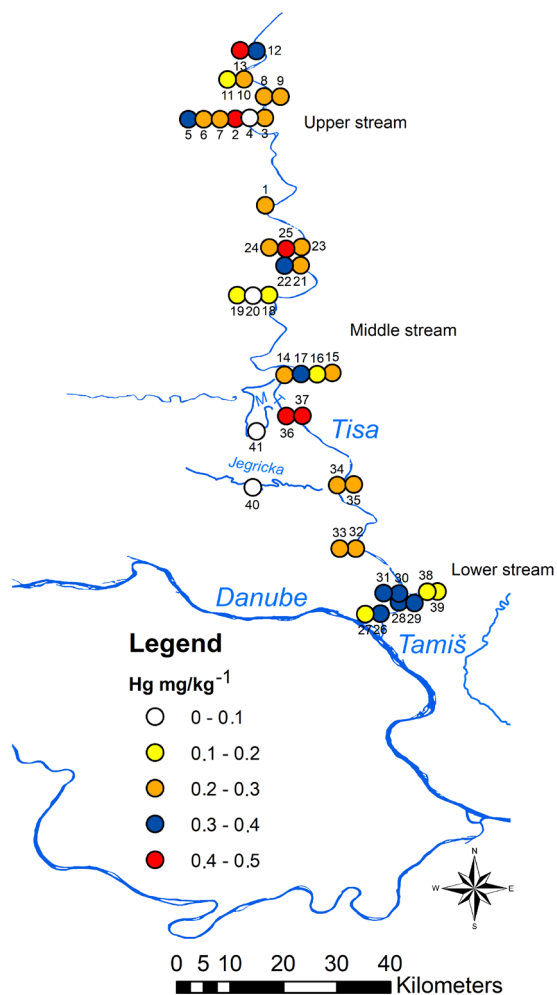 12
13
8 9
11 10
5 6 7 2 4 3
Upper stream
1
25
24 23
22 21
19 20 18
Middle stream
14 17 16 15
M T
37
36
Tisa
41
Jegricka
34
40
35
33 32
Lower stream
31 30 38
Danube
28 29 39
27 26
Tamiš
Legend
Hg mg/kg-1
0 - 0.1
0.1 - 0.2
0.2 - 0.3
0.3 - 0.4
0.4 - 0.5
N
W E
S
0 5 10 20 30 40
Kilometers